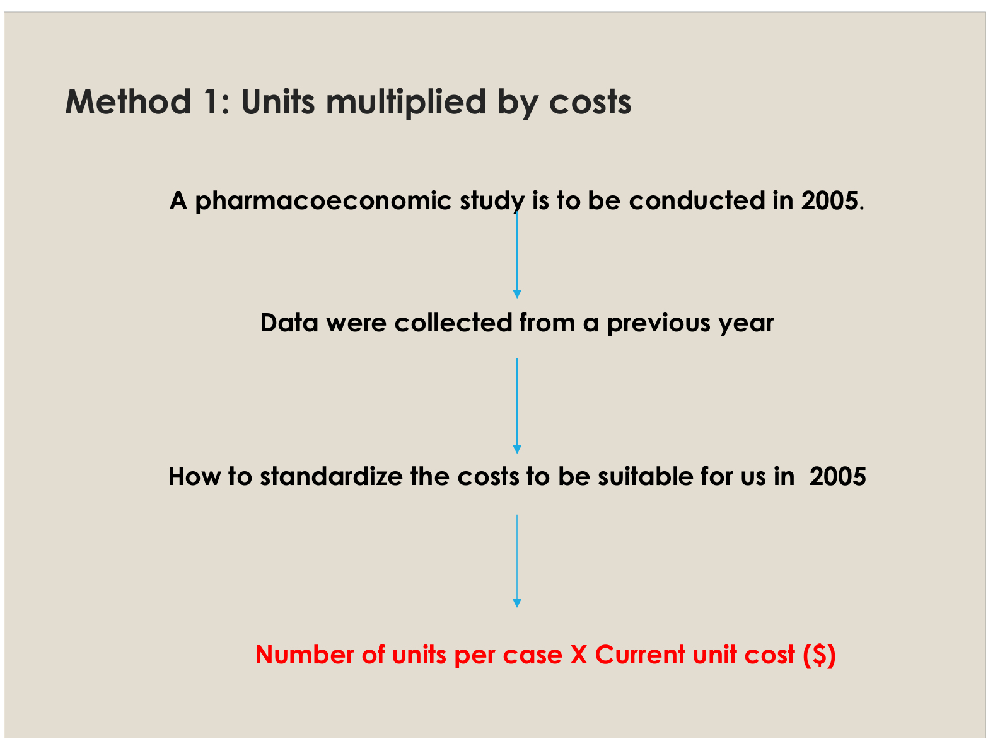 Method 1: Units multiplied by costs
A pharmacoeconomic study is to be conducted in 2005.
Data were collected from a previous year
How to standardize the costs to be suitable for us in  2005
Number of units per case X Current unit cost ($)